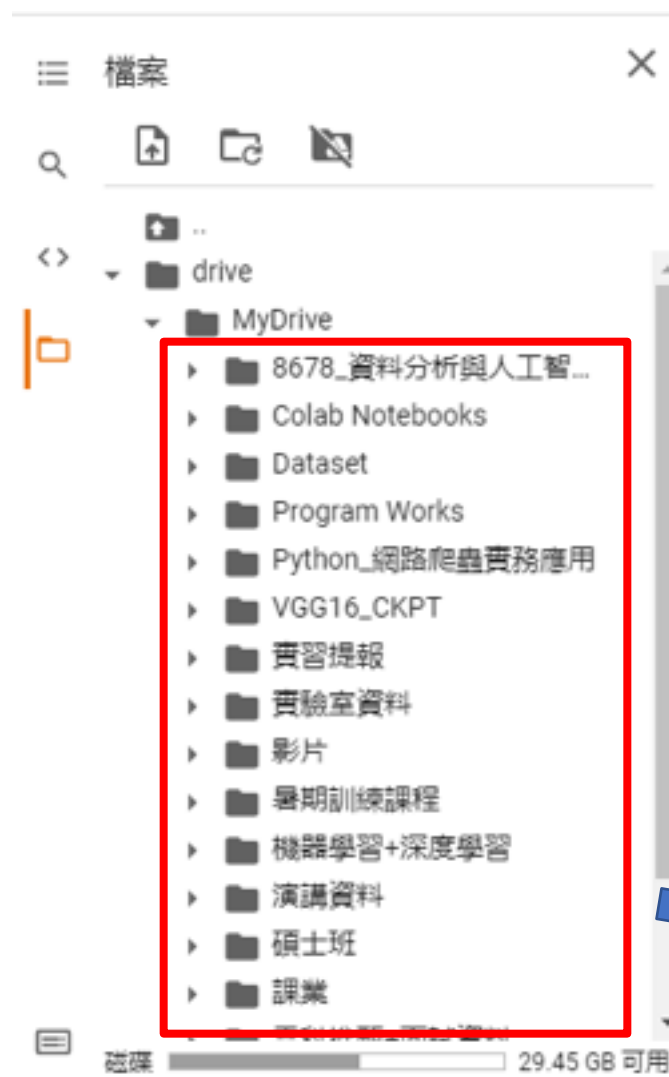 檔案
..
drive
MyDrive
8678_資料分析與人工智...
Colab Notebooks
Dataset
Program Works
Python_網路爬蟲實務應用
VGG16_CKPT
實習提報
實驗室資料
影片
暑期訓練課程
機器學習+深度學習
演講資料
碩士班
課業
磁碟 29.45 GB 可用